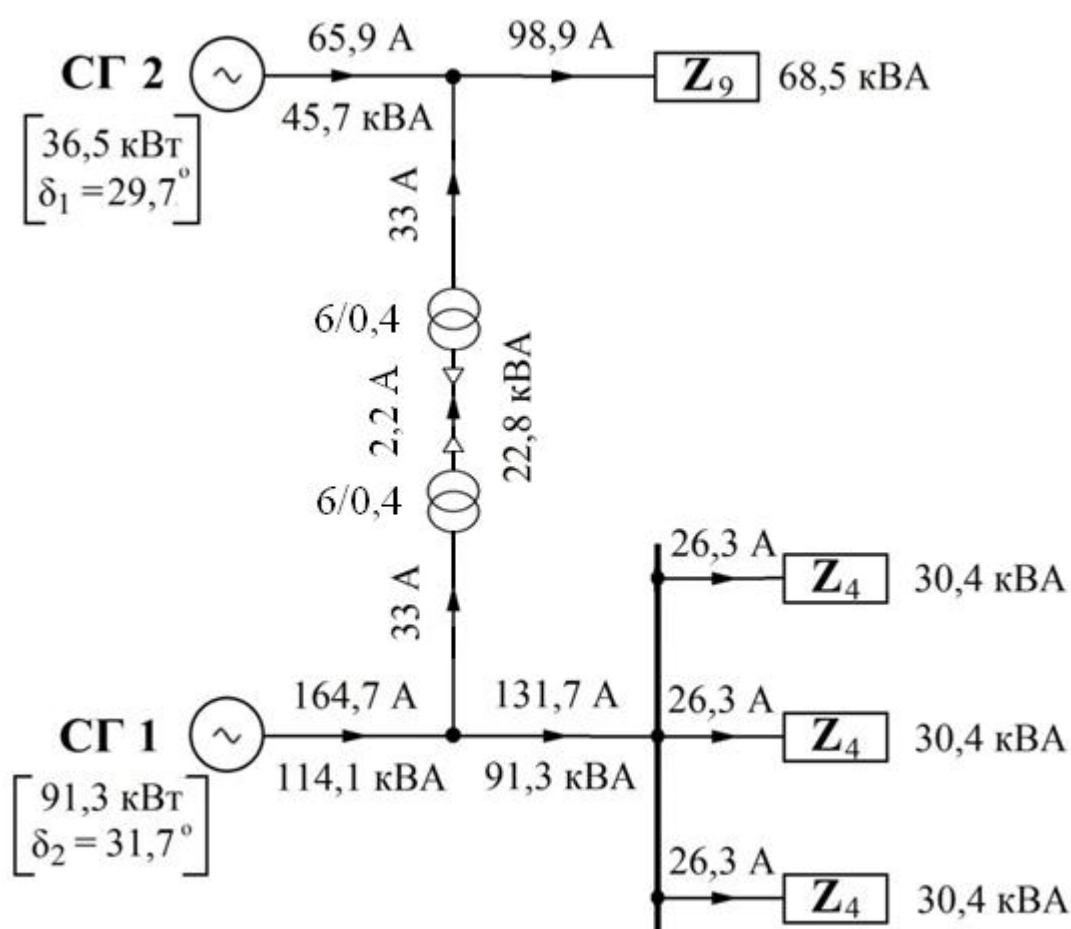 65,9 А
98,9 А
СГ 2
~
Z9
68,5 кВА
45,7 кВА
36,5 кВт
δ1 = 29,7°
33 А
6/0,4
2,2 А
22,8 кВА
6/0,4
33 А
26,3 А
Z4
30,4 кВА
164,7 А
131,7 А
26,3 А
СГ 1
~
Z4
30,4 кВА
114,1 кВА
91,3 кВА
91,3 кВт
δ2 = 31,7°
26,3 А
Z4
30,4 кВА